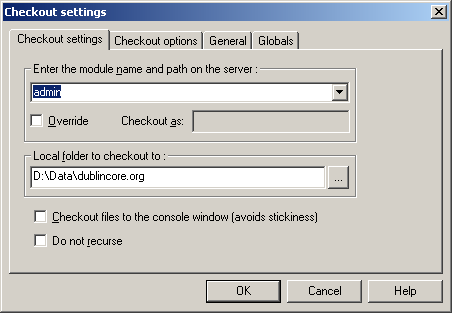 Checkout settings
Checkout settings Checkout options General Globals
Enter the module name and path on the server :
admin
Override Checkout as:
Local folder to checkout to :
D:\Data\dublincore.org ...
Checkout files to the console window (avoids stickiness)
Do not recurse
OK Cancel Help